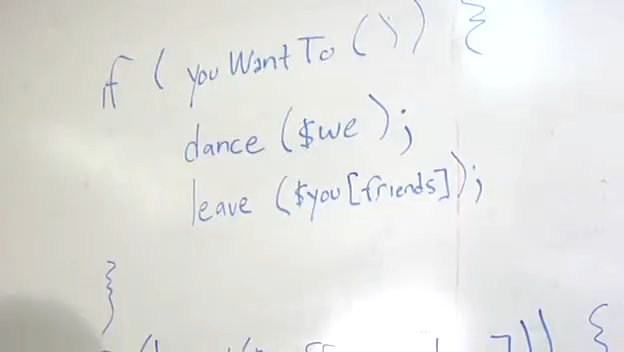 if (youWantTo()) {
dance ($we);
leave ($you[friends]);
}